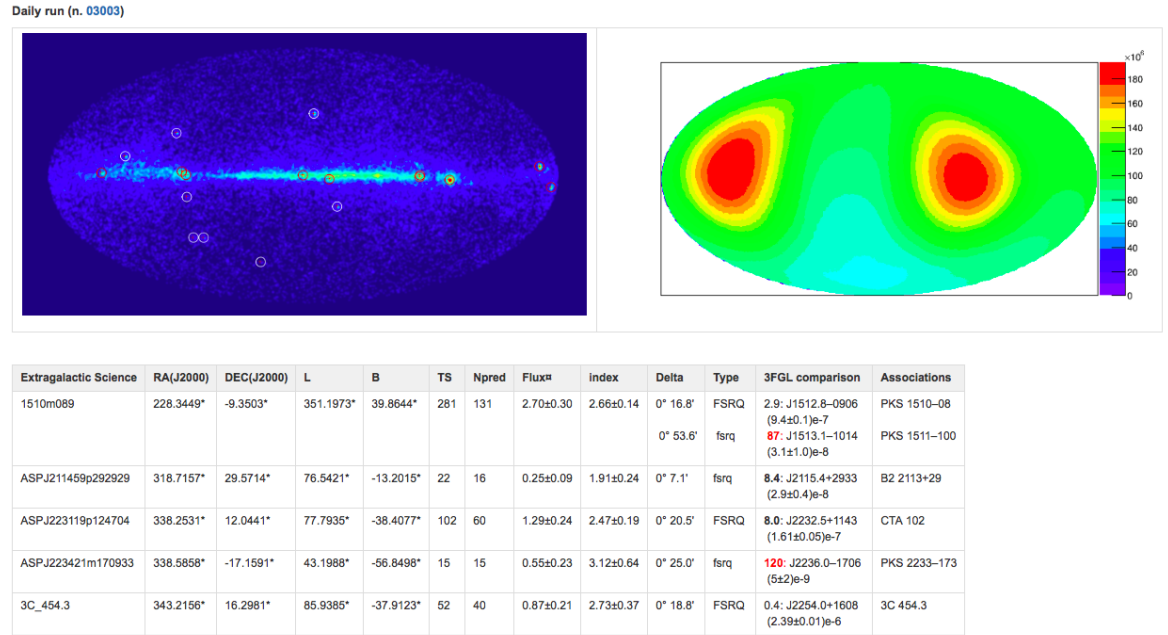 Daily run (n. 03003)
×10⁶
180
160
140
120
100
80
60
40
20
0
Extragalactic Science RA(J2000) DEC(J2000) L B TS Npred Flux¤ index Delta Type 3FGL comparison Associations
1510m089 228.3449* -9.3503* 351.1973* 39.8644* 281 131 2.70±0.30 2.66±0.14 0° 16.8' FSRQ 2.9: J1512.8–0906 PKS 1510–08
(9.4±0.1)e-7
0° 53.6' fsrq 87: J1513.1–1014 PKS 1511–100
(3.1±1.0)e-8
ASPJ211459p292929 318.7157* 29.5714* 76.5421* -13.2015* 22 16 0.25±0.09 1.91±0.24 0° 7.1' fsrq 8.4: J2115.4+2933 B2 2113+29
(2.9±0.4)e-8
ASPJ223119p124704 338.2531* 12.0441* 77.7935* -38.4077* 102 60 1.29±0.24 2.47±0.19 0° 20.5' FSRQ 8.0: J2232.5+1143 CTA 102
(1.61±0.05)e-7
ASPJ223421m170933 338.5858* -17.1591* 43.1988* -56.8498* 15 15 0.55±0.23 3.12±0.64 0° 25.0' fsrq 120: J2236.0–1706 PKS 2233–173
(5±2)e-9
3C_454.3 343.2156* 16.2981* 85.9385* -37.9123* 52 40 0.87±0.21 2.73±0.37 0° 18.8' FSRQ 0.4: J2254.0+1608 3C 454.3
(2.39±0.01)e-6